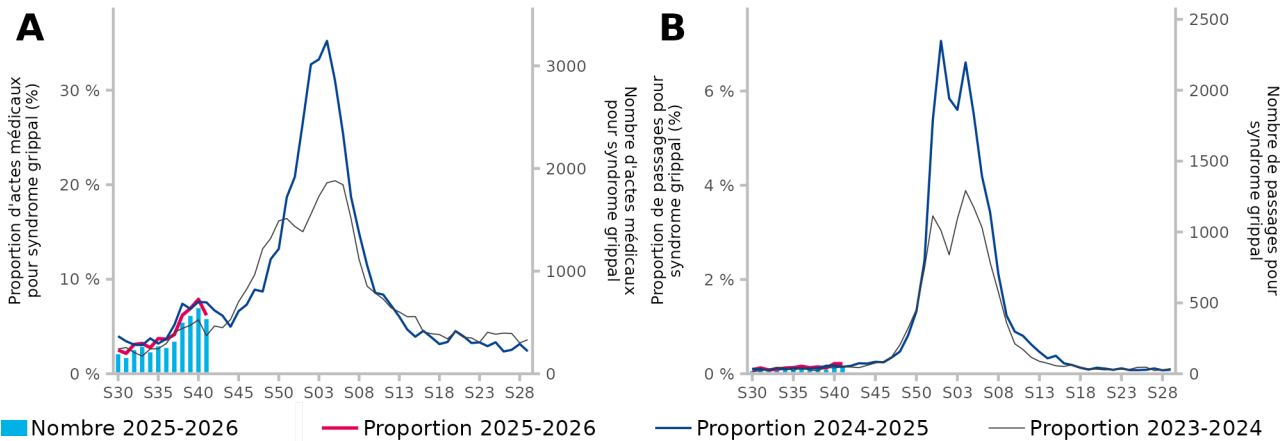 A
Proportion d'actes médicaux
pour syndrome grippal (%)
30 %
20 %
10 %
0 %
3000
2000
1000
0
Nombre d'actes médicaux
pour syndrome grippal
S30 S35 S40 S45 S50 S03 S08 S13 S18 S23 S28
B
Proportion de passages pour
syndrome grippal (%)
6 %
4 %
2 %
0 %
2500
2000
1500
1000
500
0
Nombre de passages pour
syndrome grippal
S30 S35 S40 S45 S50 S03 S08 S13 S18 S23 S28
Nombre 2025-2026 Proportion 2025-2026 Proportion 2024-2025 Proportion 2023-2024